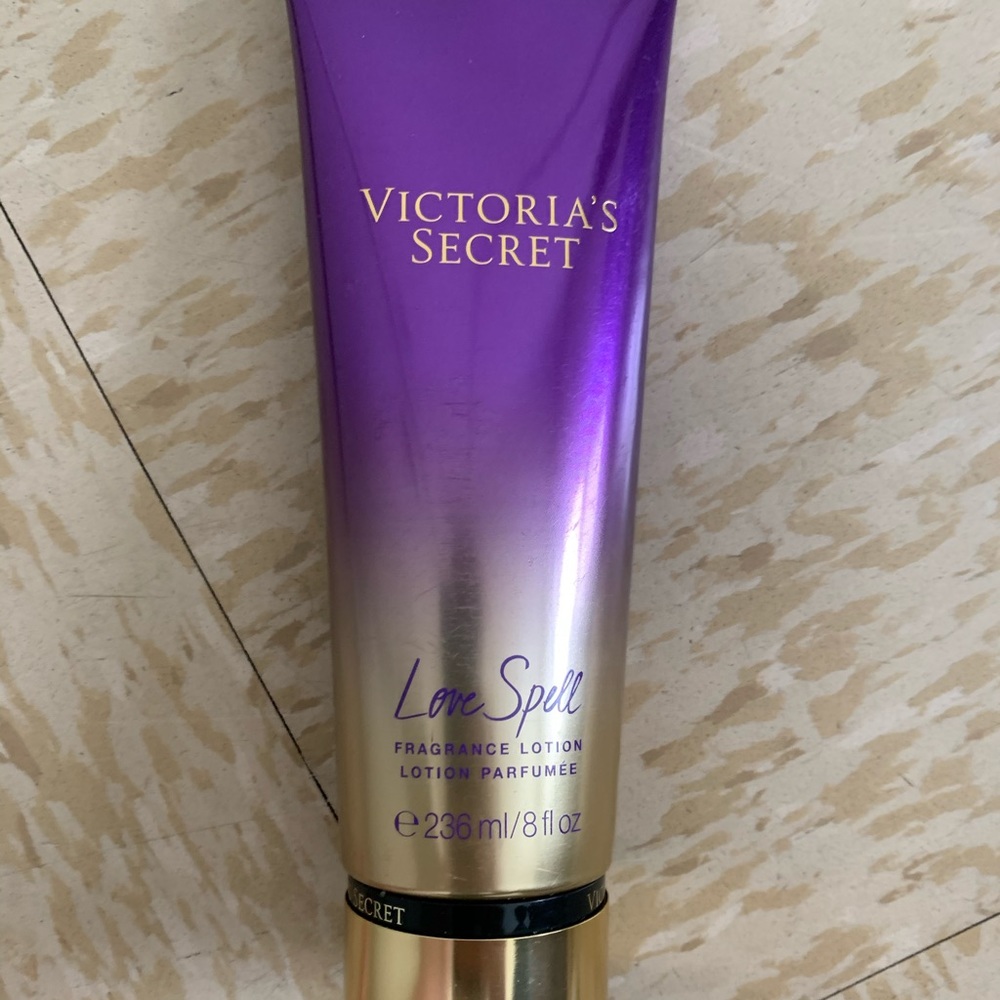 VICTORIA'S
SECRET
Love Spell
FRAGRANCE LOTION
LOTION PARFUMÉE
℮ 236 ml/8 fl oz
SECRET